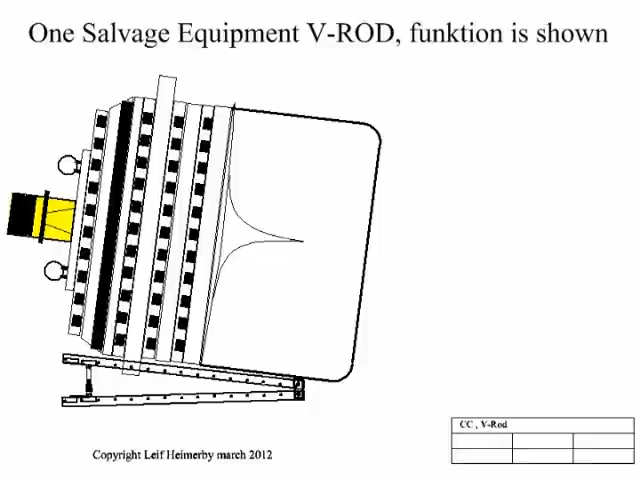 One Salvage Equipment V-ROD, funktion is shown
CC , V-Rod
Copyright Leif Heimerby march 2012